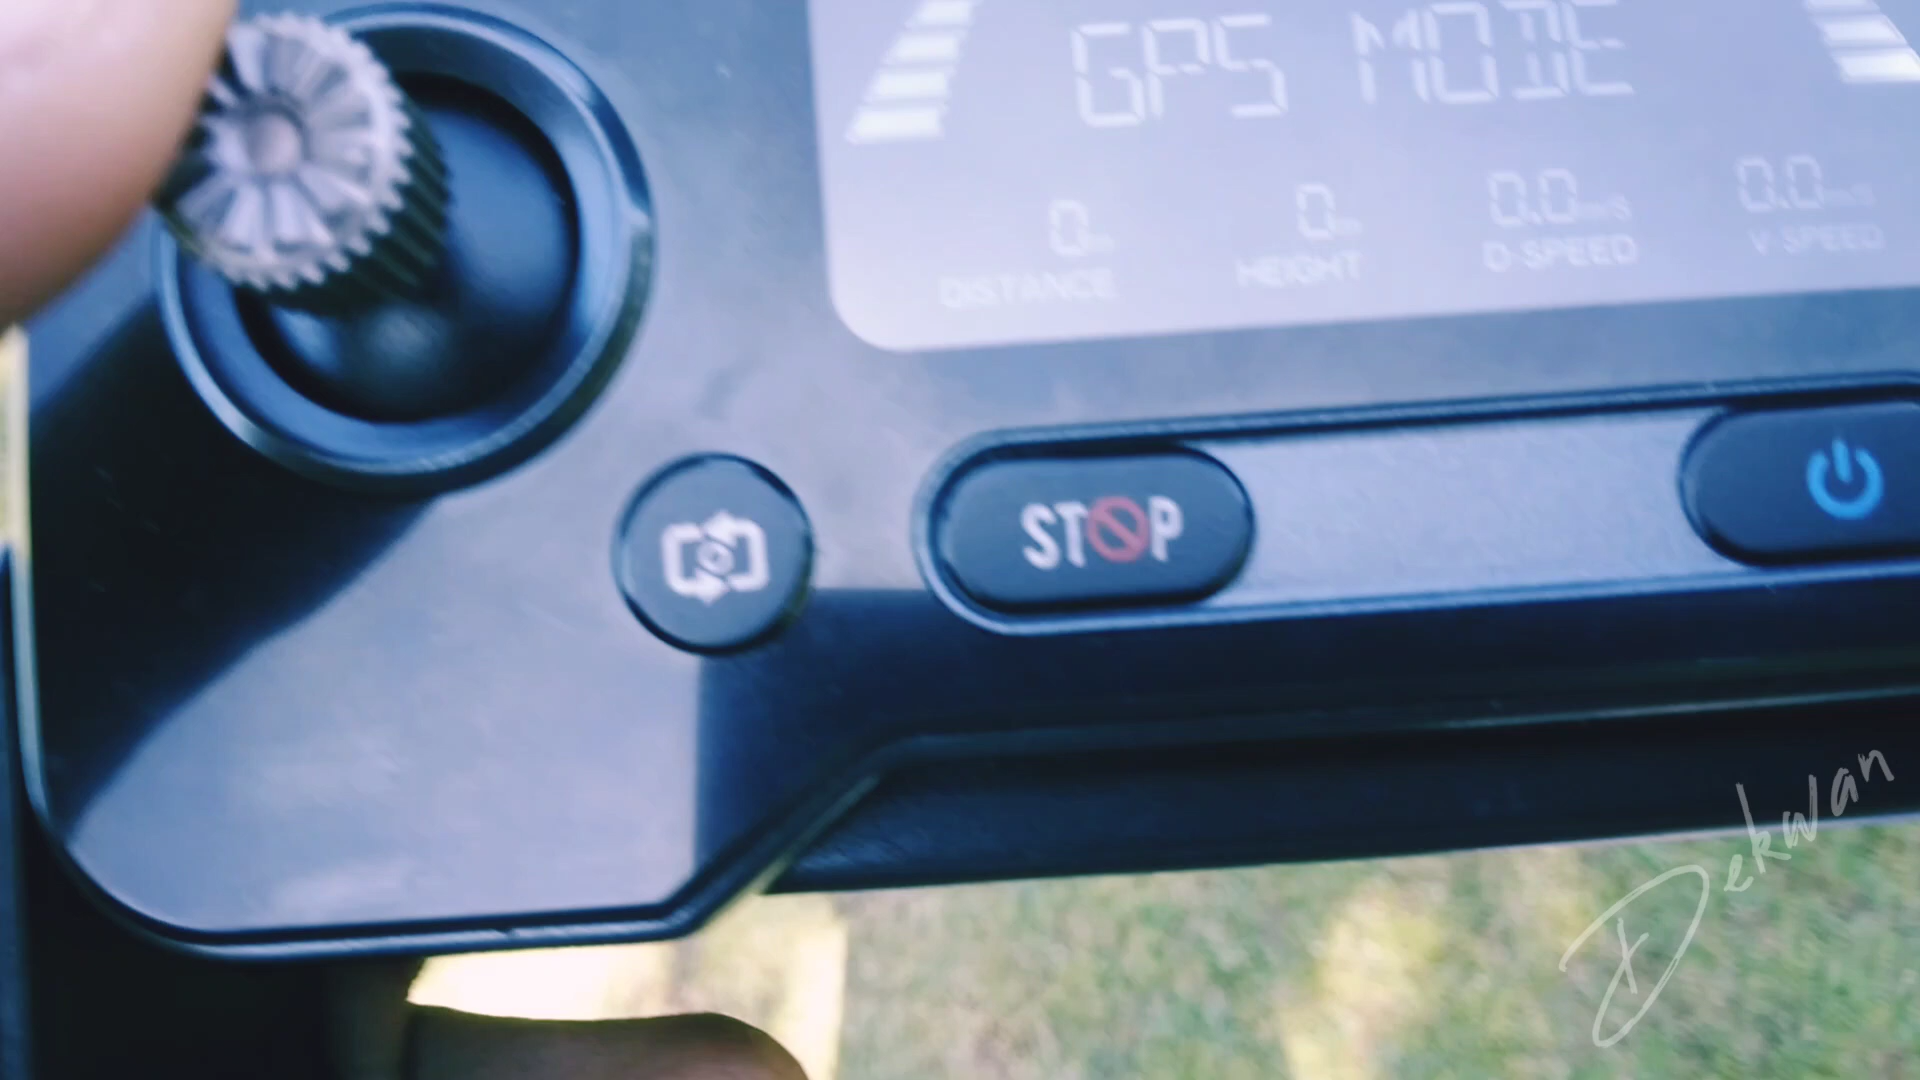 GPS MODE
0m 0m 0.0m/s 0.0m/s
DISTANCE HEIGHT D-SPEED V SPEED
STOP
Dekwan